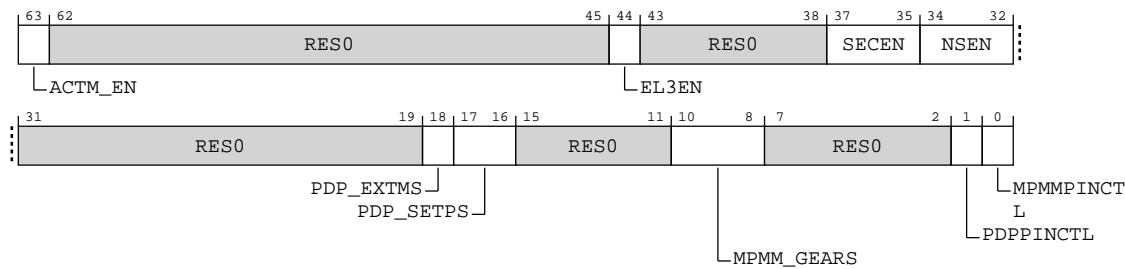 63 62 45 44 43 38 37 35 34 32
RES0 RES0 SECEN NSEN
ACTM_EN EL3EN
31 19 18 17 16 15 11 10 8 7 2 1 0
RES0 RES0 RES0
PDP_EXTMS MPMMPINCT
PDP_SETPS L
PDPPINCTL
MPMM_GEARS